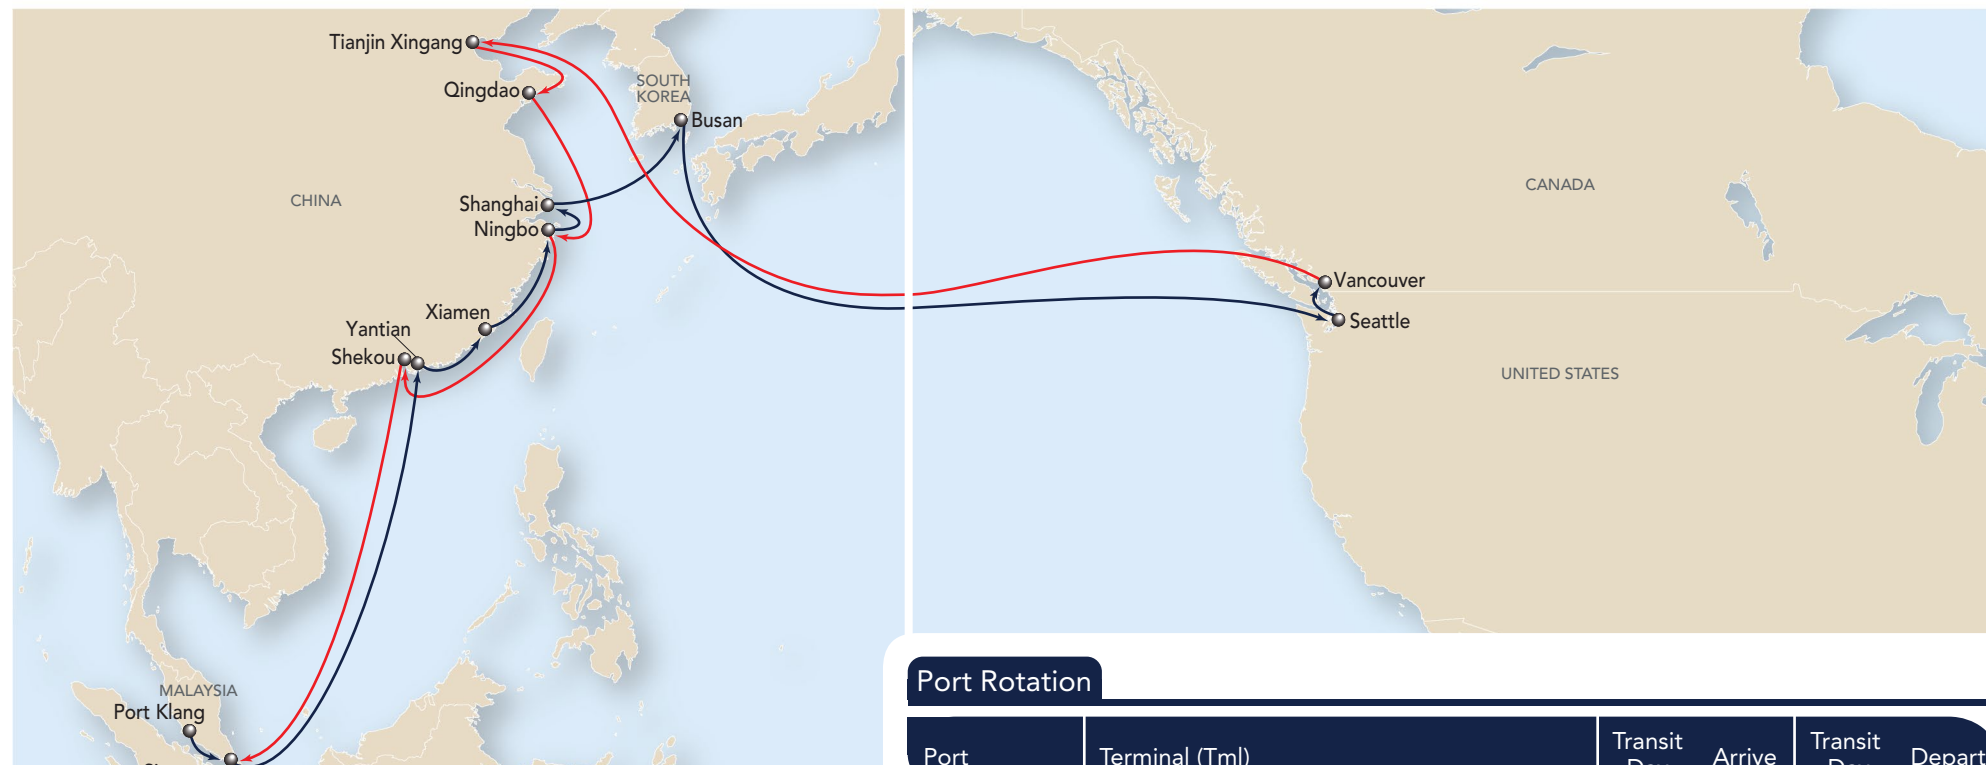 Tianjin Xingang
SOUTH
KOREA
Qingdao
Busan
CANADA
CHINA
Shanghai
Ningbo
Vancouver
Xiamen
Seattle
Yantian
Shekou
UNITED STATES
MALAYSIA
Port Klang
Port Rotation
Port
Terminal (Tml)
Transit
Arrive
Transit
Depart